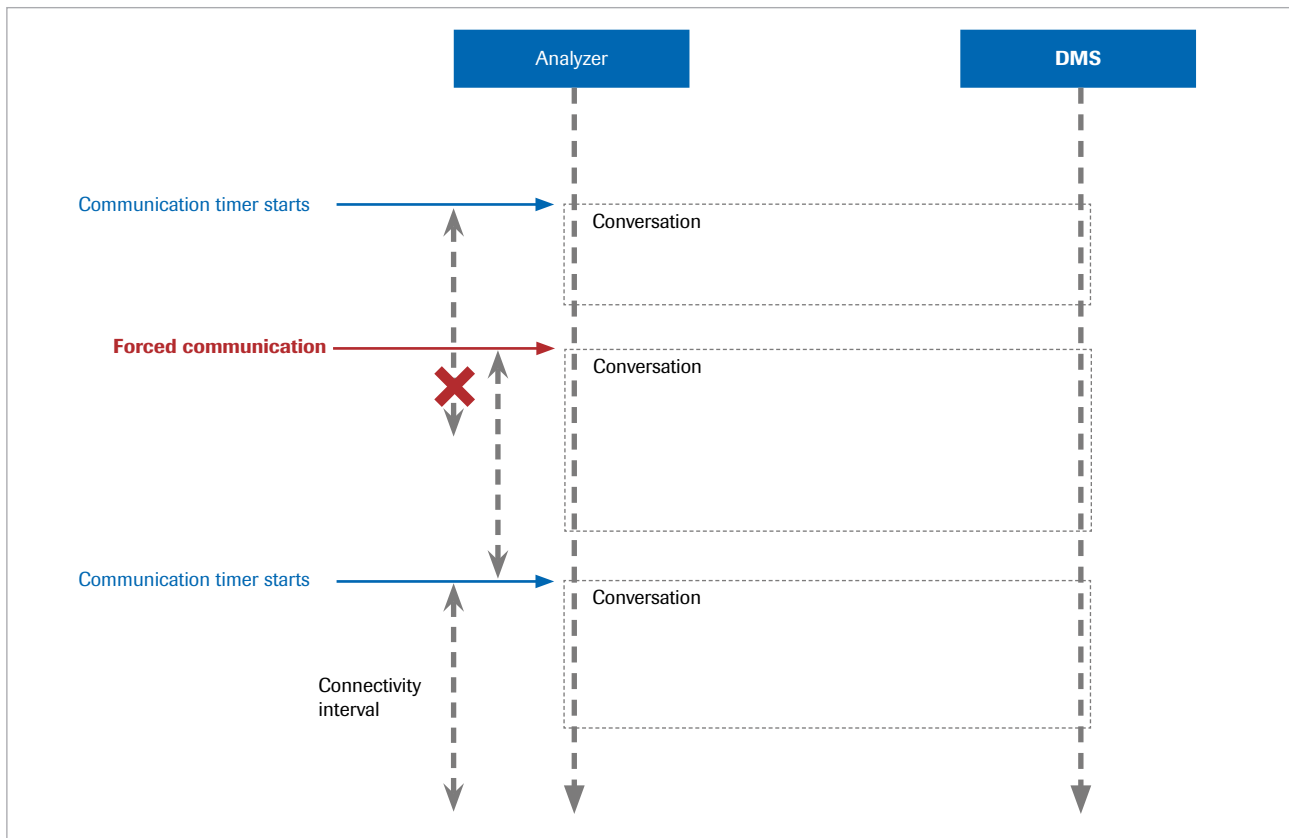 Analyzer
DMS
Communication timer starts
Conversation
Forced communication
Conversation
Communication timer starts
Conversation
Connectivity
interval